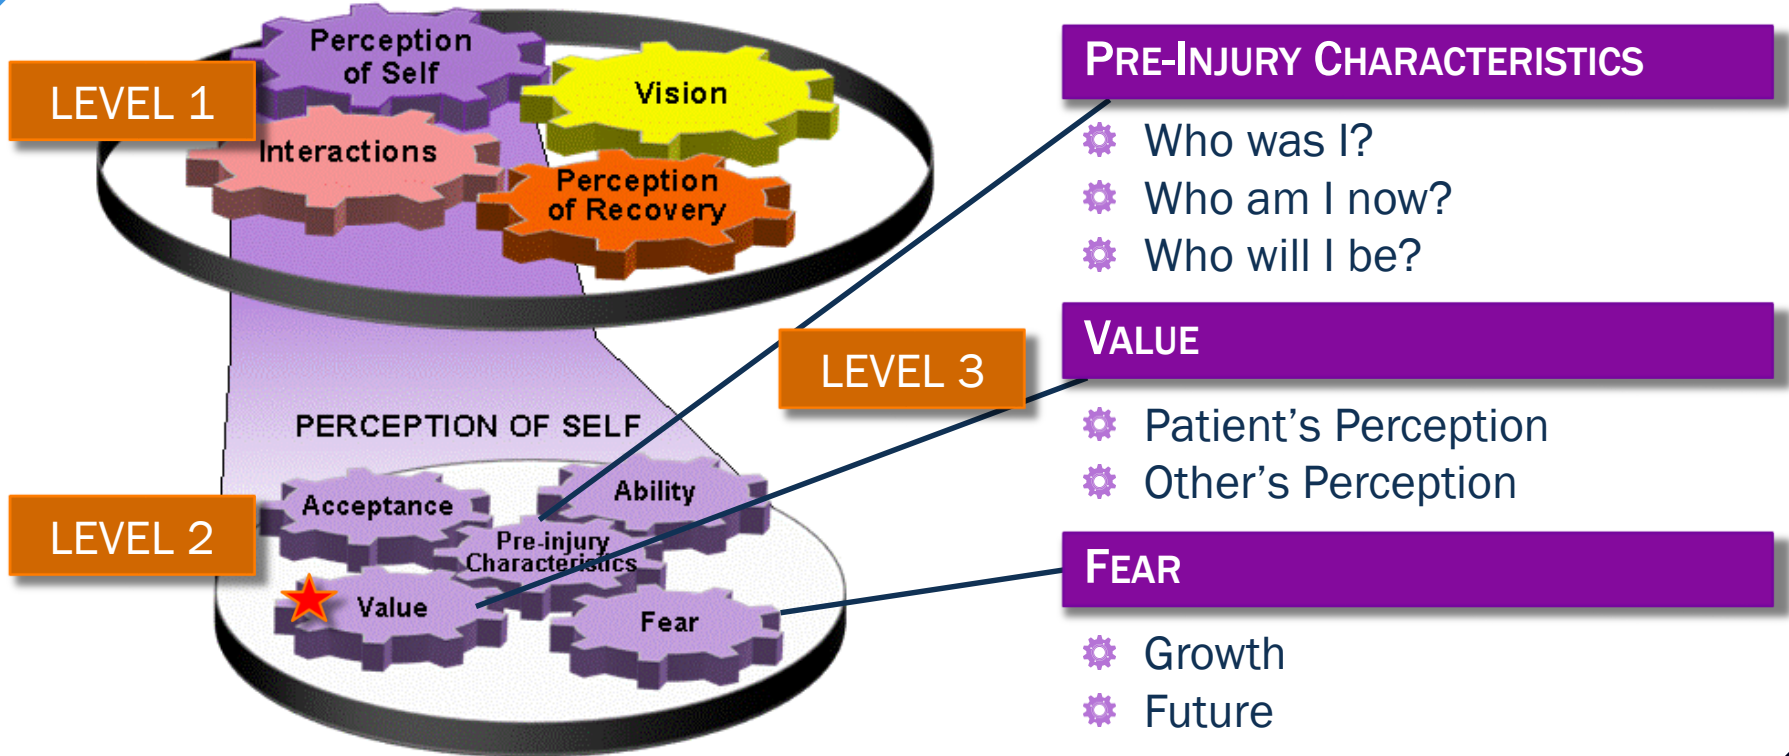 LEVEL 1
Perception
of Self
Vision
Interactions
Perception
of Recovery
PERCEPTION OF SELF
LEVEL 2
Acceptance
Ability
Pre-injury
Characteristics
Value
Fear
LEVEL 3
PRE-INJURY CHARACTERISTICS
Who was I?
Who am I now?
Who will I be?
VALUE
Patient’s Perception
Other’s Perception
FEAR
Growth
Future